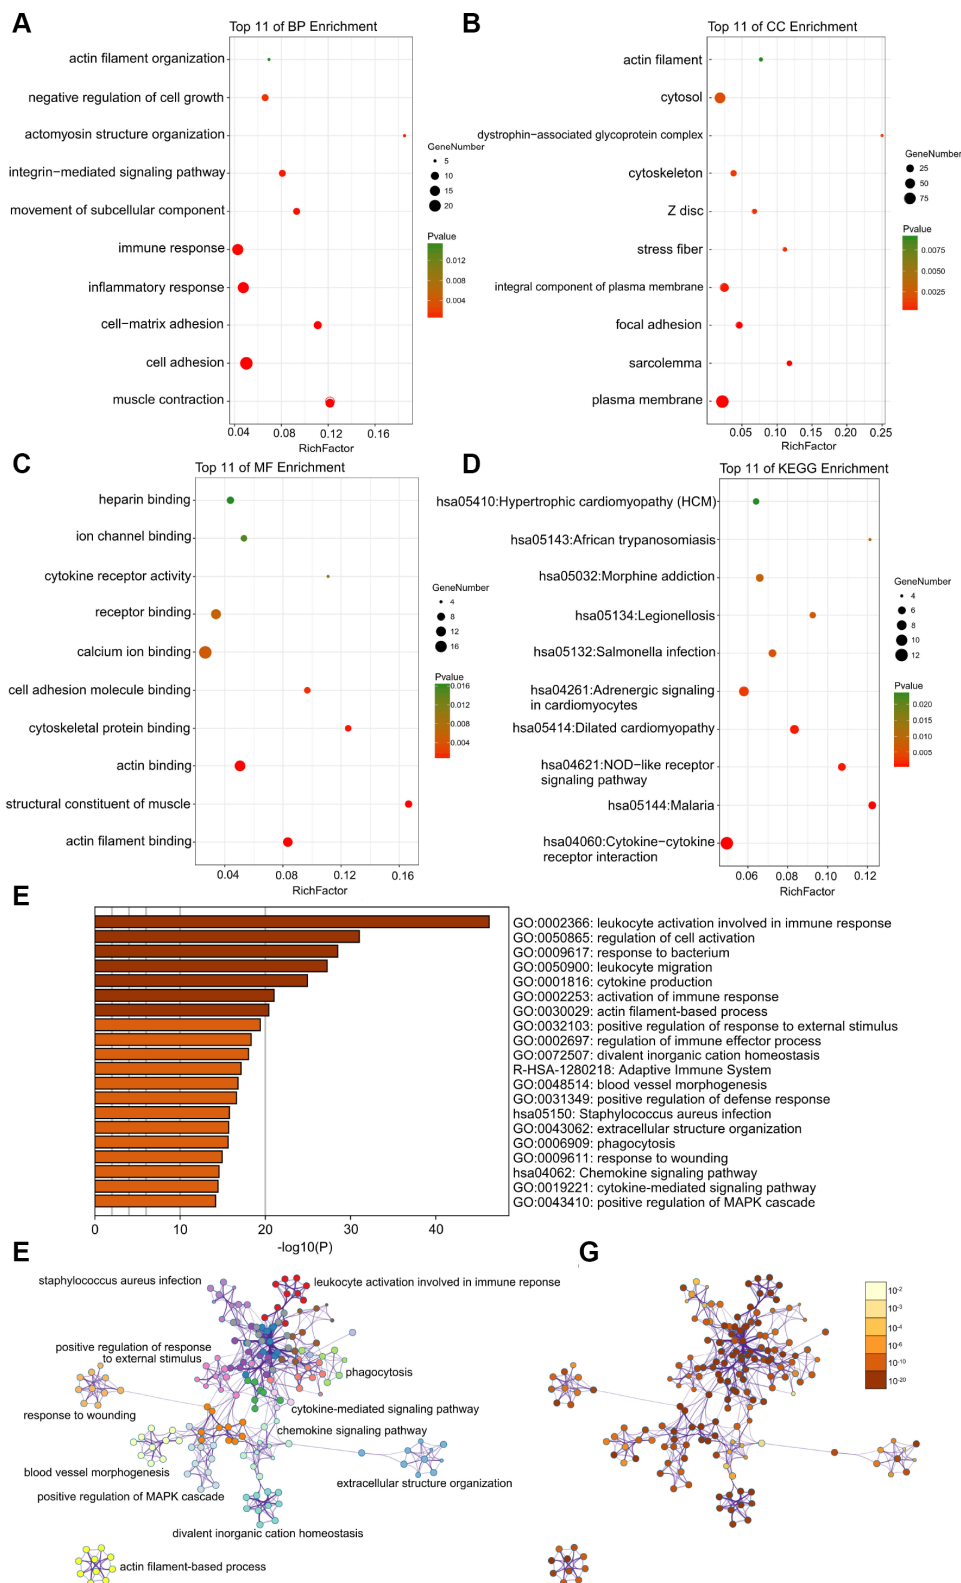 A
Top 11 of BP Enrichment
actin filament organization
negative regulation of cell growth
actomyosin structure organization
integrin−mediated signaling pathway
movement of subcellular component
immune response
inflammatory response
cell−matrix adhesion
cell adhesion
muscle contraction
0.04 0.08 0.12 0.16
RichFactor
GeneNumber
5
10
15
20
Pvalue
0.012
0.008
0.004
B
Top 11 of CC Enrichment
actin filament
cytosol
dystrophin−associated glycoprotein complex
cytoskeleton
Z disc
stress fiber
integral component of plasma membrane
focal adhesion
sarcolemma
plasma membrane
0.05 0.10 0.15 0.20 0.25
RichFactor
GeneNumber
25
50
75
Pvalue
0.0075
0.0050
0.0025
C
Top 11 of MF Enrichment
heparin binding
ion channel binding
cytokine receptor activity
receptor binding
calcium ion binding
cell adhesion molecule binding
cytoskeletal protein binding
actin binding
structural constituent of muscle
actin filament binding
0.04 0.08 0.12 0.16
RichFactor
GeneNumber
4
8
12
16
Pvalue
0.016
0.012
0.008
0.004
D
Top 11 of KEGG Enrichment
hsa05410:Hypertrophic cardiomyopathy (HCM)
hsa05143:African trypanosomiasis
hsa05032:Morphine addiction
hsa05134:Legionellosis
hsa05132:Salmonella infection
hsa04261:Adrenergic signaling
in cardiomyocytes
hsa05414:Dilated cardiomyopathy
hsa04621:NOD−like receptor
signaling pathway
hsa05144:Malaria
hsa04060:Cytokine−cytokine
receptor interaction
0.06 0.08 0.10 0.12
RichFactor
GeneNumber
4
6
8
10
12
Pvalue
0.020
0.015
0.010
0.005
E
GO:0002366: leukocyte activation involved in immune response
GO:0050865: regulation of cell activation
GO:0009617: response to bacterium
GO:0050900: leukocyte migration
GO:0001816: cytokine production
GO:0002253: activation of immune response
GO:0030029: actin filament-based process
GO:0032103: positive regulation of response to external stimulus
GO:0002697: regulation of immune effector process
GO:0072507: divalent inorganic cation homeostasis
R-HSA-1280218: Adaptive Immune System
GO:0048514: blood vessel morphogenesis
GO:0031349: positive regulation of defense response
hsa05150: Staphylococcus aureus infection
GO:0043062: extracellular structure organization
GO:0006909: phagocytosis
GO:0009611: response to wounding
hsa04062: Chemokine signaling pathway
GO:0019221: cytokine-mediated signaling pathway
GO:0043410: positive regulation of MAPK cascade
0 10 20 30 40
-log10(P)
E
staphylococcus aureus infection
leukocyte activation involved in immune reponse
positive regulation of response
to external stimulus
phagocytosis
response to wounding
cytokine-mediated signaling pathway
chemokine signaling pathway
blood vessel morphogenesis
extracellular structure organization
positive regulation of MAPK cascade
divalent inorganic cation homeostasis
actin filament-based process
G
10-2
10-3
10-4
10-6
10-10
10-20